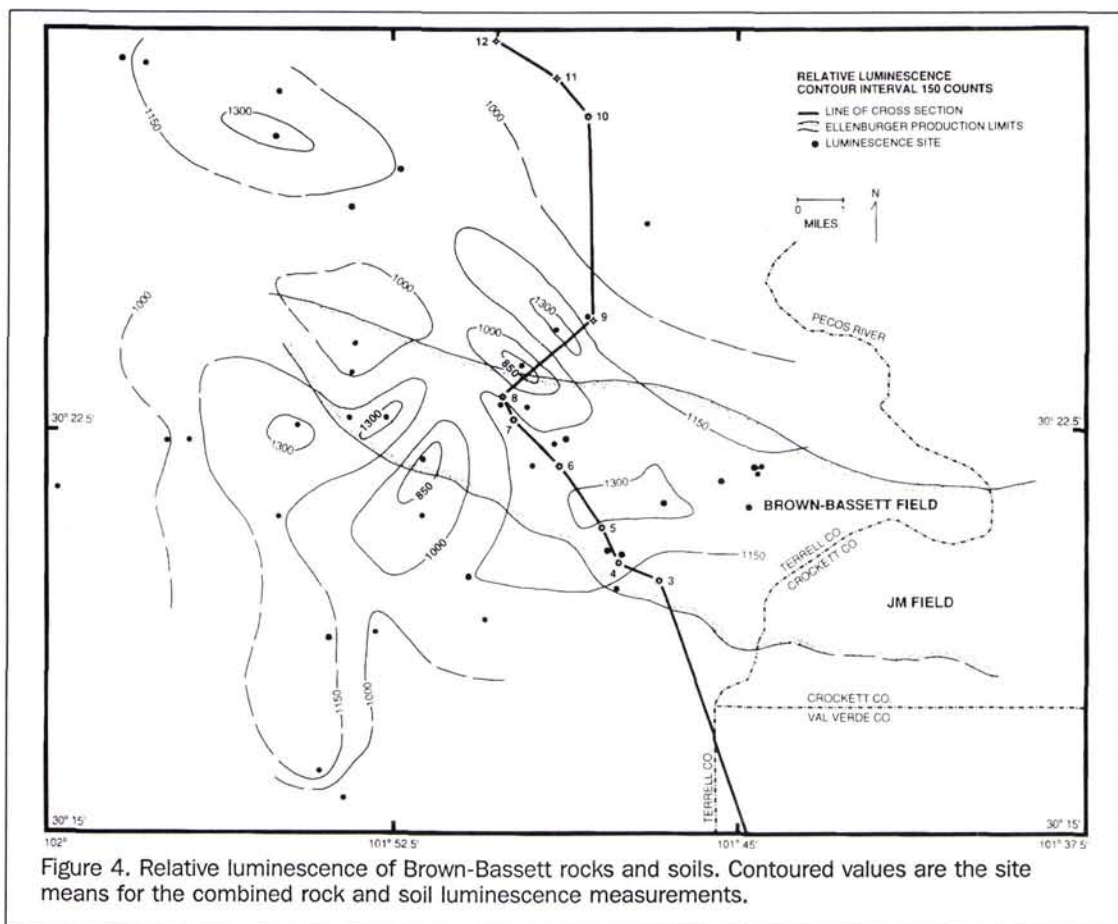 12
11
10
1150
1300
1000
RELATIVE LUMINESCENCE
CONTOUR INTERVAL 150 COUNTS
LINE OF CROSS SECTION
ELLENBURGER PRODUCTION LIMITS
LUMINESCENCE SITE
N
0 1
MILES
PECOS RIVER
1000
1000
1300
9
1000
850
8
7
1150
30° 22.5'
30° 22.5'
1300
1300
850
6
1300
1000
5
BROWN-BASSETT FIELD
TERRELL CO.
CROCKETT CO.
4
3
1150
JM FIELD
1150
1000
CROCKETT CO.
VAL VERDE CO.
TERRELL CO.
30° 15'
30° 15'
102°
101° 52.5'
101° 45'
101° 37.5'
Figure 4. Relative luminescence of Brown-Bassett rocks and soils. Contoured values are the site
means for the combined rock and soil luminescence measurements.